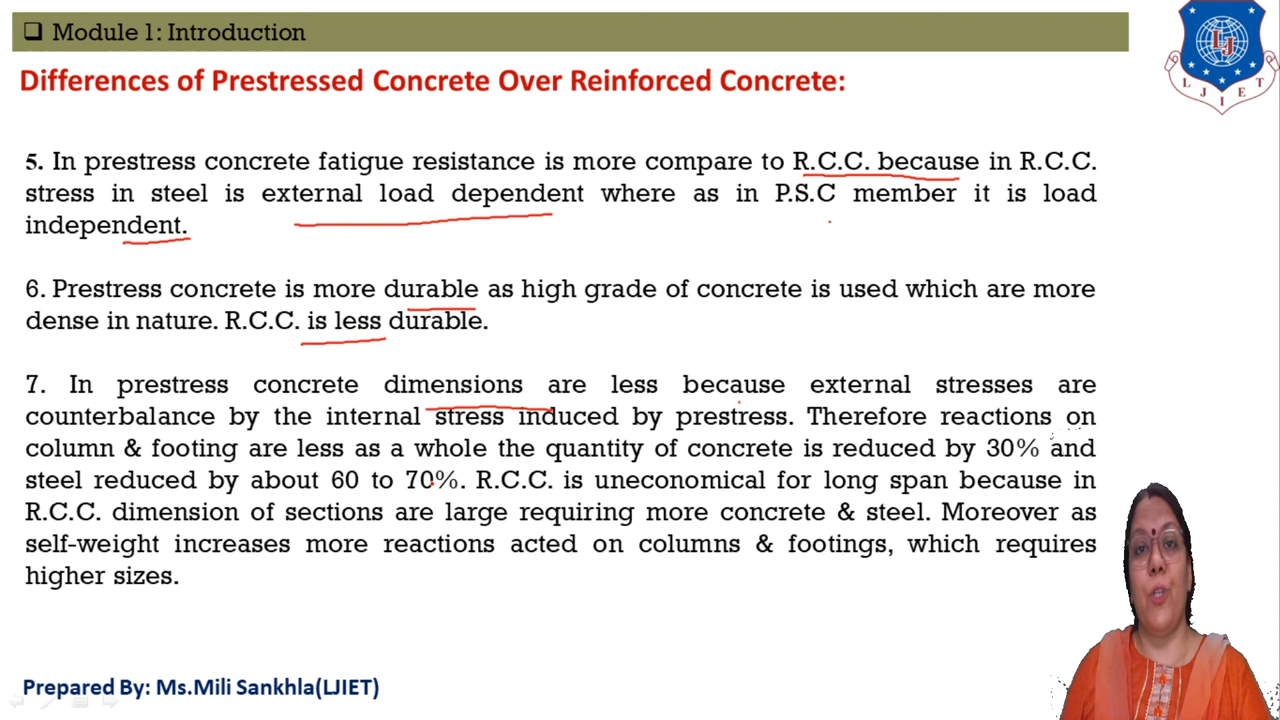 ❑ Module 1: Introduction
Differences of Prestressed Concrete Over Reinforced Concrete:
5. In prestress concrete fatigue resistance is more compare to R.C.C. because in R.C.C.
stress in steel is external load dependent where as in P.S.C member it is load
independent.
6. Prestress concrete is more durable as high grade of concrete is used which are more
dense in nature. R.C.C. is less durable.
7. In prestress concrete dimensions are less because external stresses are
counterbalance by the internal stress induced by prestress. Therefore reactions on
column & footing are less as a whole the quantity of concrete is reduced by 30% and
steel reduced by about 60 to 70%. R.C.C. is uneconomical for long span because in
R.C.C. dimension of sections are large requiring more concrete & steel. Moreover as
self-weight increases more reactions acted on columns & footings, which requires
higher sizes.
Prepared By: Ms.Mili Sankhla(LJIET)
LJ
LJIET